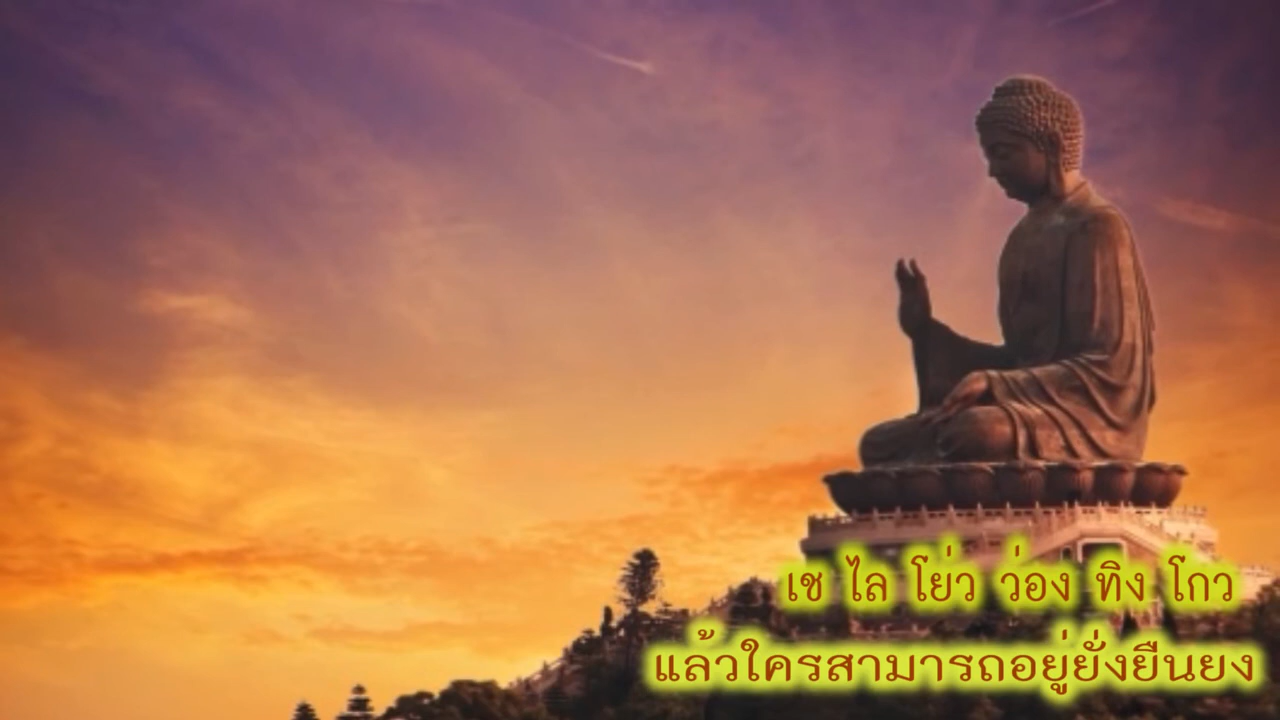 เช ไล โย่ว ว่อง ทิง โกว
แล้วใครสามารถอยู่ยั่งยืนยง